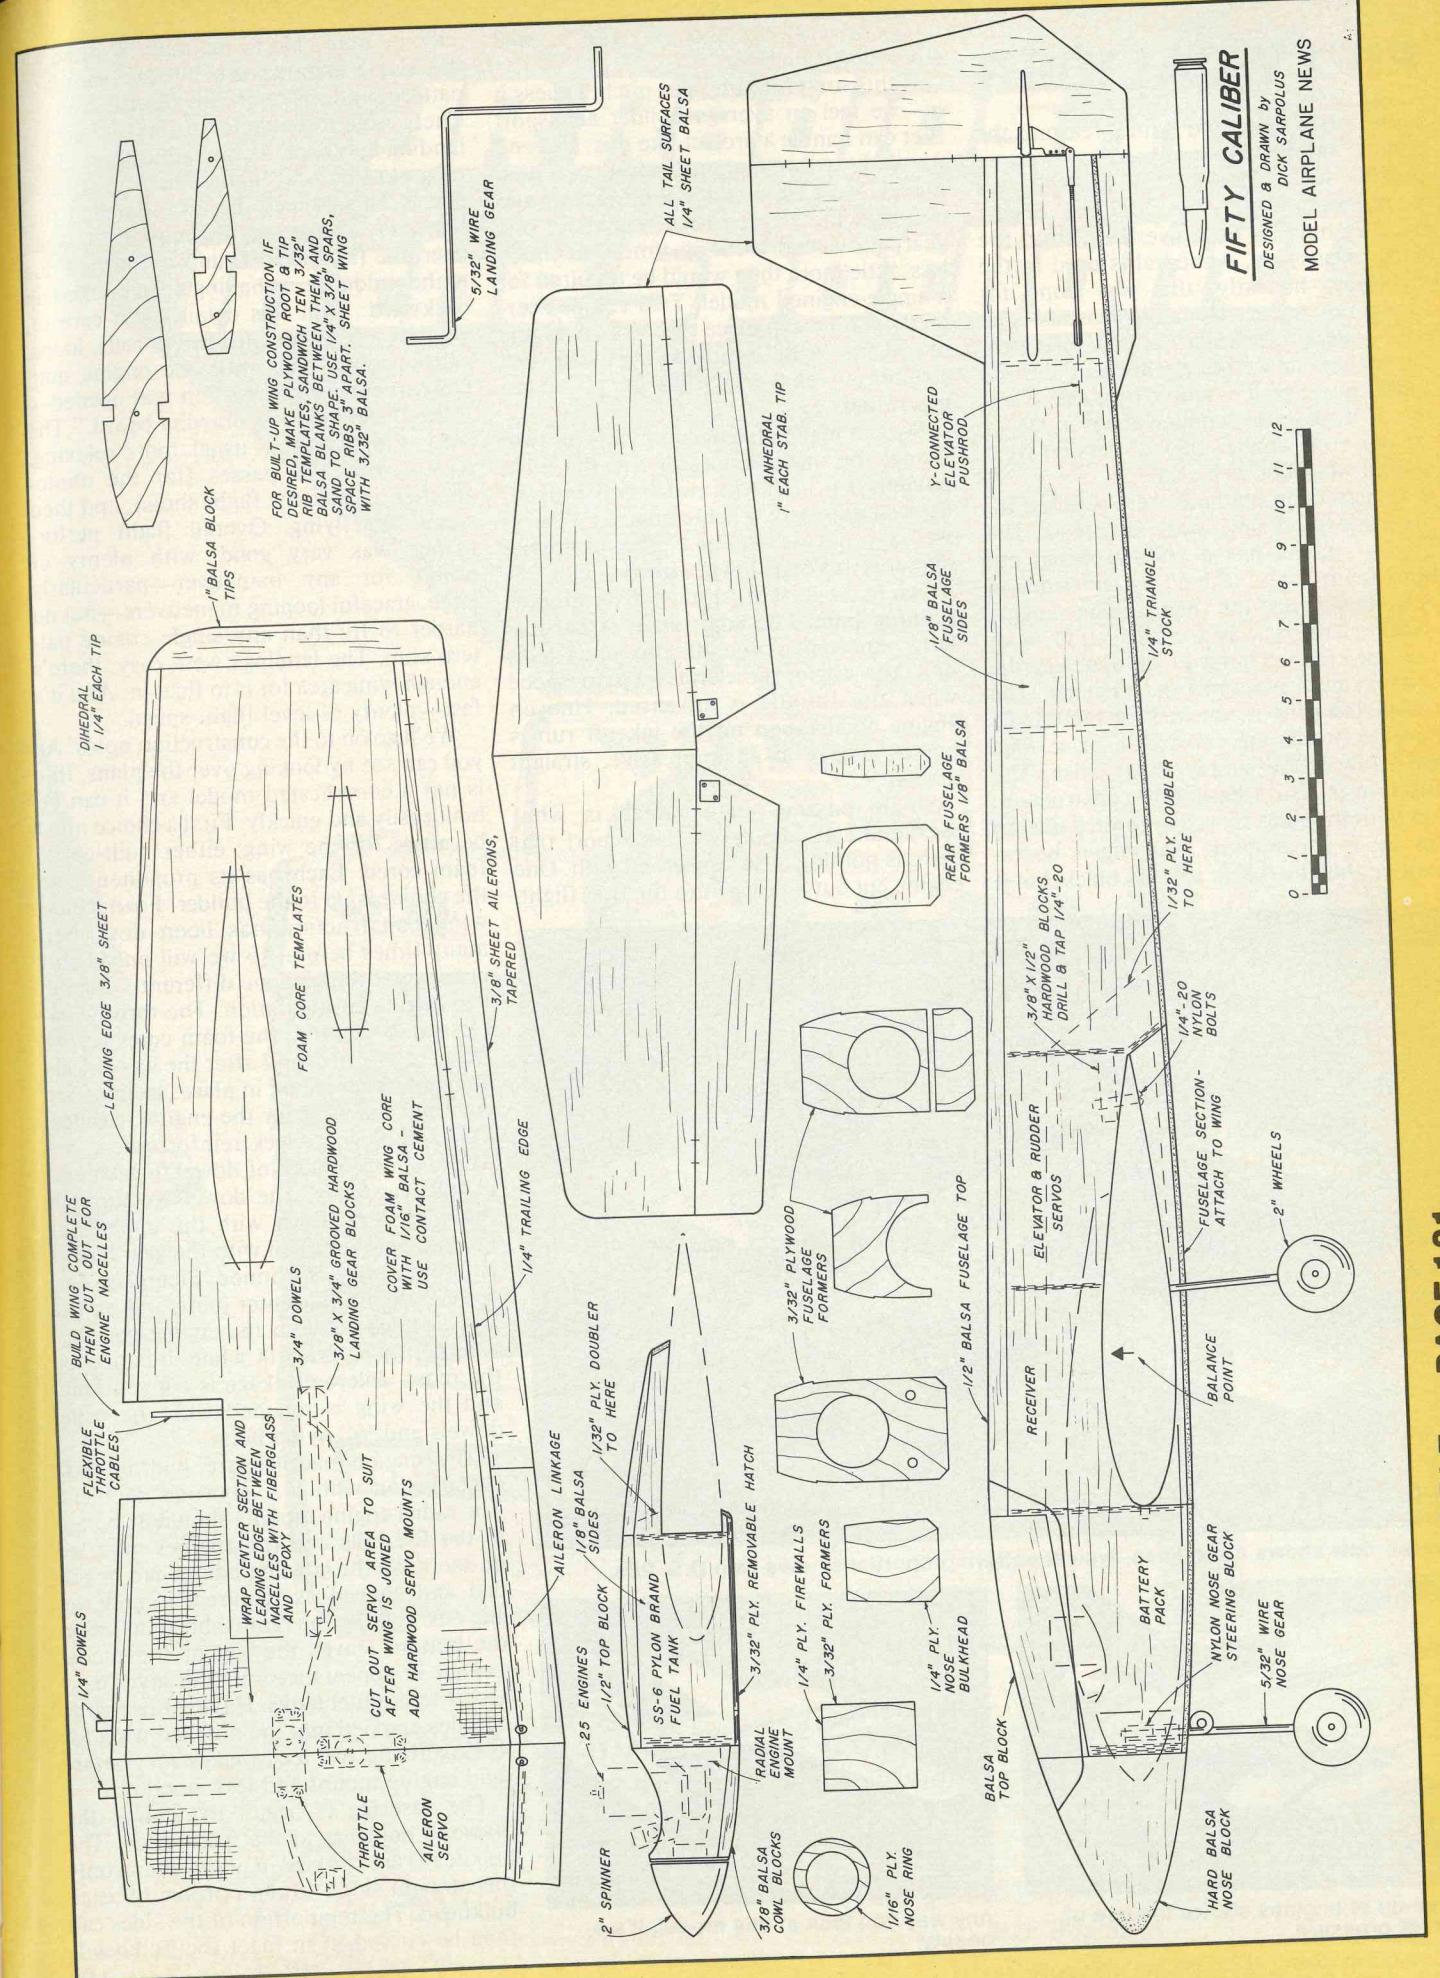 FIFTY CALIBER
DESIGNED & DRAWN by
DICK SARPOLUS
MODEL AIRPLANE NEWS
5/32" WIRE
LANDING GEAR
ALL TAIL SURFACES
1/4" SHEET BALSA
FOR BUILT-UP WING CONSTRUCTION IF
DESIRED, MAKE PLYWOOD ROOT & TIP
RIB TEMPLATES, SANDWICH TEN 3/32"
BALSA BLANKS BETWEEN THEM, AND
SAND TO SHAPE. USE 1/4" X 3/8" SPARS,
SPACE RIBS 3" APART. SHEET WING
WITH 3/32" BALSA.
1" BALSA BLOCK
TIPS
DIHEDRAL
1 1/4" EACH TIP
LEADING EDGE 3/8" SHEET
FOAM CORE TEMPLATES
3/8" SHEET AILERONS,
TAPERED
BUILD WING COMPLETE
THEN CUT OUT FOR
ENGINE NACELLES
FLEXIBLE
THROTTLE
CABLES
3/4" DOWELS
3/8" X 3/4" GROOVED HARDWOOD
LANDING GEAR BLOCKS
COVER FOAM WING CORE
WITH 1/16" BALSA -
USE CONTACT CEMENT
1/4" TRAILING EDGE
1/4" DOWELS
WRAP CENTER SECTION AND
LEADING EDGE BETWEEN
NACELLES WITH FIBERGLASS
AND EPOXY
CUT OUT SERVO AREA TO SUIT
AFTER WING IS JOINED
ADD HARDWOOD SERVO MOUNTS
AILERON LINKAGE
THROTTLE
SERVO
AILERON
SERVO
ANHEDRAL
1" EACH STAB. TIP
2" SPINNER
.25 ENGINES
1/2" TOP BLOCK
1/8" BALSA
SIDES
1/32" PLY. DOUBLER
TO HERE
SS-6 PYLON BRAND
FUEL TANK
3/32" PLY. REMOVABLE HATCH
RADIAL
ENGINE
MOUNT
3/8" BALSA
COWL BLOCKS
1/16" PLY.
NOSE RING
1/4" PLY. FIREWALLS
3/32" PLY. FORMERS
1/4" PLY.
NOSE
BULKHEAD
3/32" PLYWOOD
FUSELAGE
FORMERS
REAR FUSELAGE
FORMERS 1/8" BALSA
Y-CONNECTED
ELEVATOR
PUSHROD
1/8" BALSA
FUSELAGE
SIDES
1/4" TRIANGLE
STOCK
3/8" X 1/2"
HARDWOOD BLOCKS
DRILL & TAP 1/4"-20
1/32" PLY. DOUBLER
TO HERE
1/4"-20
NYLON
BOLTS
1/2" BALSA FUSELAGE TOP
ELEVATOR & RUDDER
SERVOS
FUSELAGE SECTION-
ATTACH TO WING
2" WHEELS
RECEIVER
BALANCE
POINT
BALSA
TOP BLOCK
BATTERY
PACK
NYLON NOSE GEAR
STEERING BLOCK
5/32" WIRE
NOSE GEAR
HARD BALSA
NOSE BLOCK
0 1 2 3 4 5 6 7 8 9 10 11 12